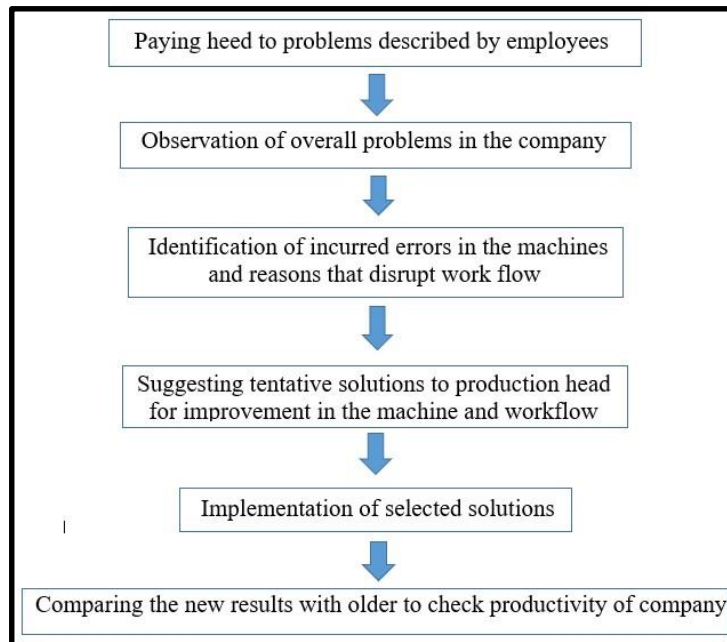 Paying heed to problems described by employees
Observation of overall problems in the company
Identification of incurred errors in the machines
and reasons that disrupt work flow
Suggesting tentative solutions to production head
for improvement in the machine and workflow
Implementation of selected solutions
Comparing the new results with older to check productivity of company